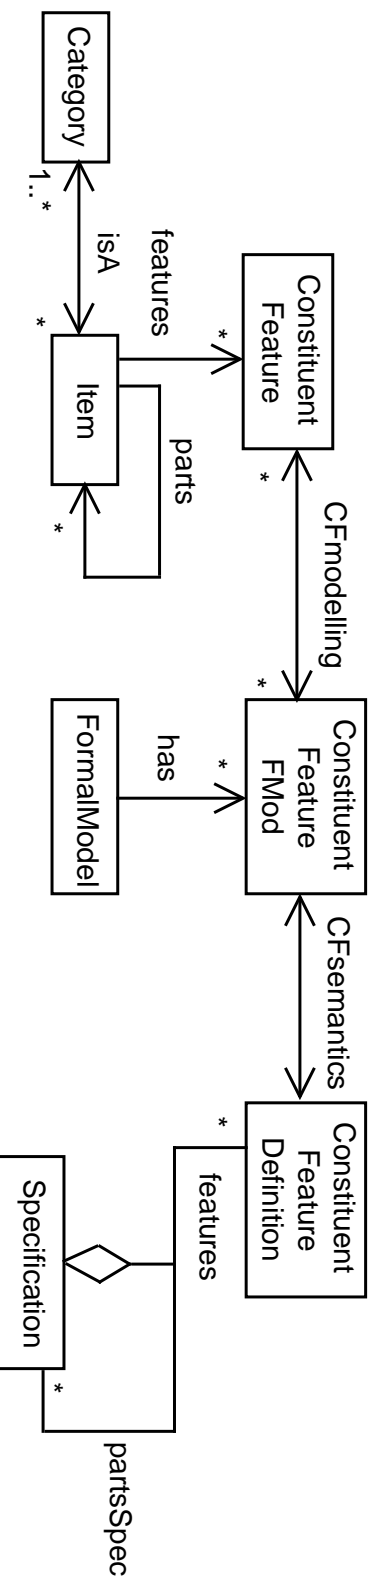 Category
1.. *
isA
*
features
*
Item
parts
*
Constituent
Feature
*
CFmodelling
*
Constituent
Feature
FMod
*
has
FormalModel
CFsemantics
Constituent
Feature
Definition
*
features
Specification
*
partsSpec